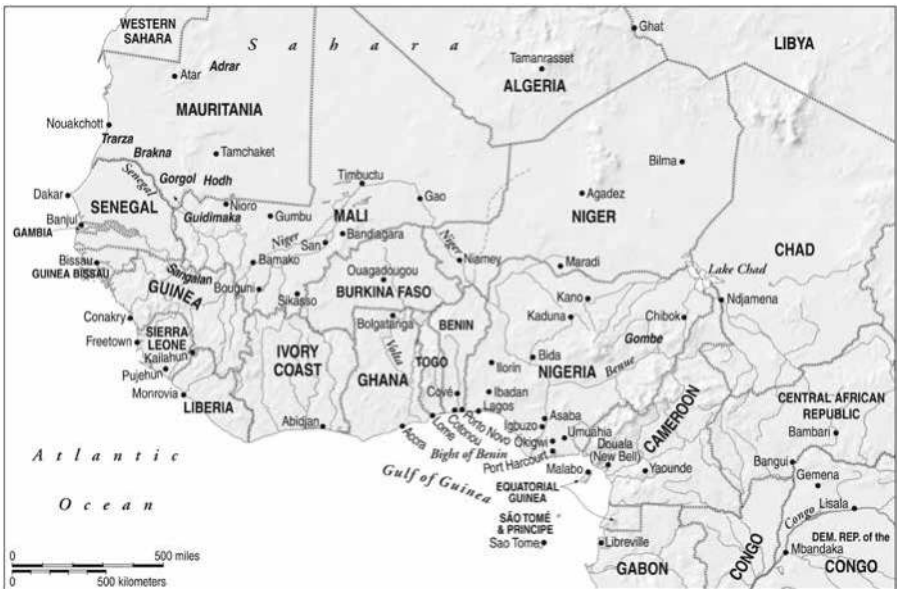 WESTERN
SAHARA
Sahara
Ghat
LIBYA
Adrar
Atar
Tamanrasset
ALGERIA
MAURITANIA
Nouakchott
Trarza
Brakna
Tamchaket
Bilma
Senegal
Gorgol
Hodh
Timbuctu
Gao
Agadez
Dakar
SENEGAL
Nioro
Guidimaka
Gumbu
MALI
NIGER
Banjul
GAMBIA
Niger
San
Bandiagara
Niger
CHAD
Bissau
GUINEA BISSAU
Sangalan
Bamako
Niamey
Maradi
Lake Chad
GUINEA
Bouguni
Sikasso
Ouagadougou
BURKINA FASO
Kano
Ndjamena
Conakry
Bolgatanga
BENIN
Kaduna
Chibok
Freetown
SIERRA
LEONE
Kailahun
IVORY
COAST
Volta
TOGO
Gombe
Pujehun
GHANA
Ilorin
Bida
NIGERIA
Benue
Monrovia
LIBERIA
Cové
Ibadan
CENTRAL AFRICAN
REPUBLIC
Abidjan
Accra
Lome
Cotonou
Porto Novo
Lagos
Asaba
Igbuzo
Umuahia
Okigwi
CAMEROON
Bambari
Bight of Benin
Port Harcourt
Douala
(New Bell)
Bangui
Atlantic
Ocean
Gulf of Guinea
Malabo
Yaounde
Gemena
EQUATORIAL
GUINEA
Lisala
SÃO TOMÉ
& PRINCIPE
Congo
Sao Tome
Libreville
GABON
CONGO
Mbandaka
DEM. REP. of the
CONGO
0 500 miles
0 500 kilometers